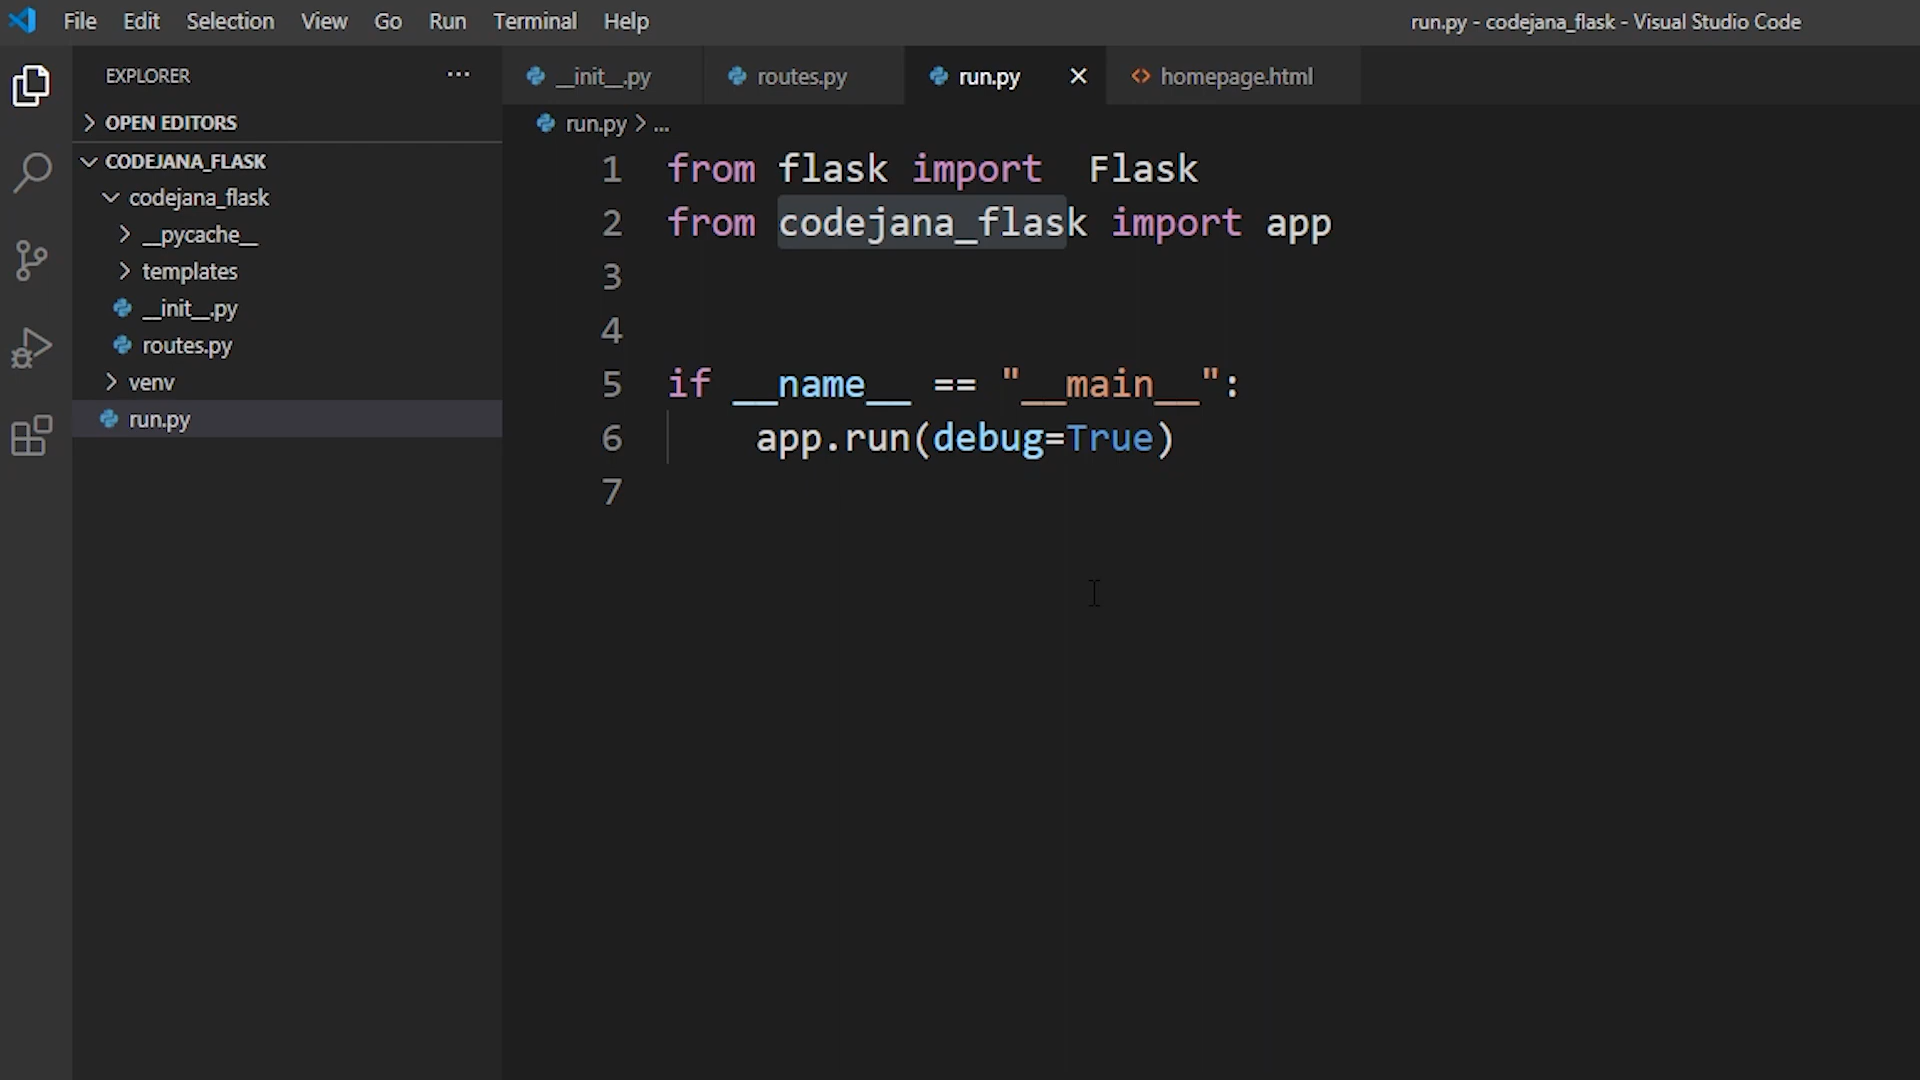 File Edit Selection View Go Run Terminal Help
run.py - codejana_flask - Visual Studio Code
EXPLORER ...
OPEN EDITORS
CODEJANA_FLASK
codejana_flask
__pycache__
templates
__init__.py
routes.py
venv
run.py
__init__.py routes.py run.py homepage.html
run.py > ...
1 from flask import  Flask
2 from codejana_flask import app
3
4
5 if __name__ == "__main__":
6     app.run(debug=True)
7